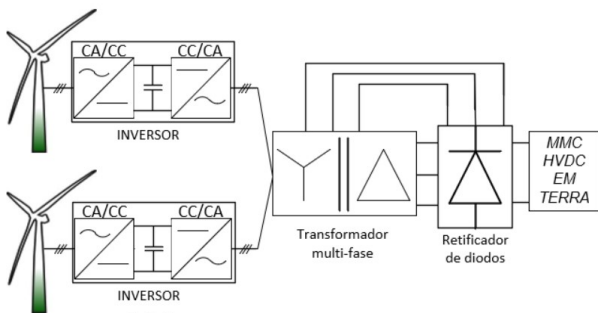 CA/CC CC/CA
INVERSOR
CA/CC CC/CA
INVERSOR
Transformador
multi-fase
Retificador
de diodos
MMC
HVDC
EM
TERRA